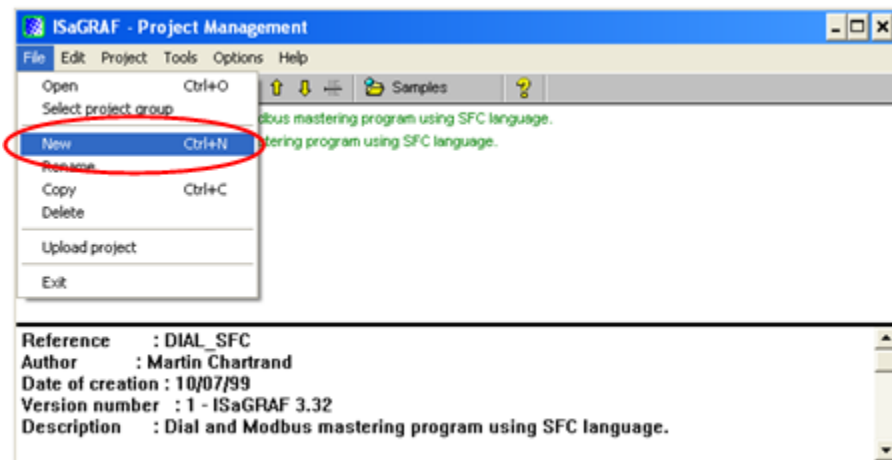 ISaGRAF - Project Management
File Edit Project Tools Options Help
Open Ctrl+O
Samples
Select project group
dbus mastering program using SFC language.
New Ctrl+N
tering program using SFC language.
Rename
Copy Ctrl+C
Delete
Upload project
Exit
Reference : DIAL_SFC
Author : Martin Chartrand
Date of creation : 10/07/99
Version number : 1 - ISaGRAF 3.32
Description : Dial and Modbus mastering program using SFC language.